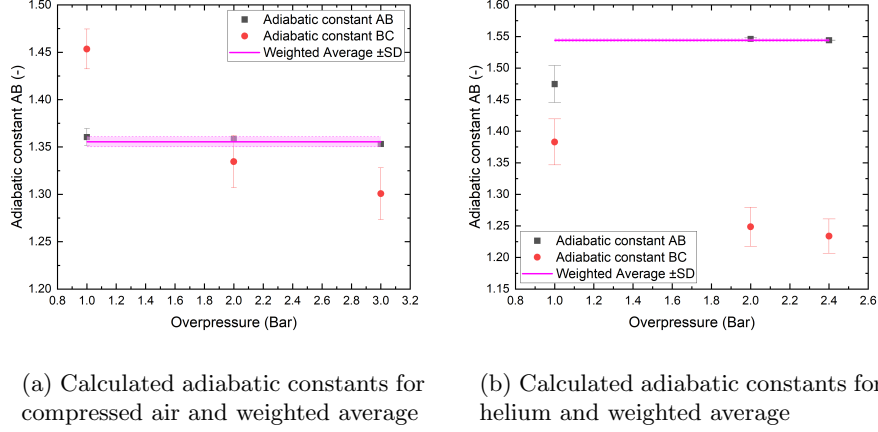 1.50
1.45
1.40
1.35
1.30
1.25
1.20
0.8 1.0 1.2 1.4 1.6 1.8 2.0 2.2 2.4 2.6 2.8 3.0 3.2
Adiabatic constant AB (-)
Overpressure (Bar)
Adiabatic constant AB
Adiabatic constant BC
Weighted Average ±SD
1.60
1.55
1.50
1.45
1.40
1.35
1.30
1.25
1.20
1.15
0.8 1.0 1.2 1.4 1.6 1.8 2.0 2.2 2.4 2.6
Adiabatic constant AB (-)
Overpressure (Bar)
Adiabatic constant AB
Adiabatic constant BC
Weighted Average ±SD
(a) Calculated adiabatic constants for
compressed air and weighted average
(b) Calculated adiabatic constants for
helium and weighted average